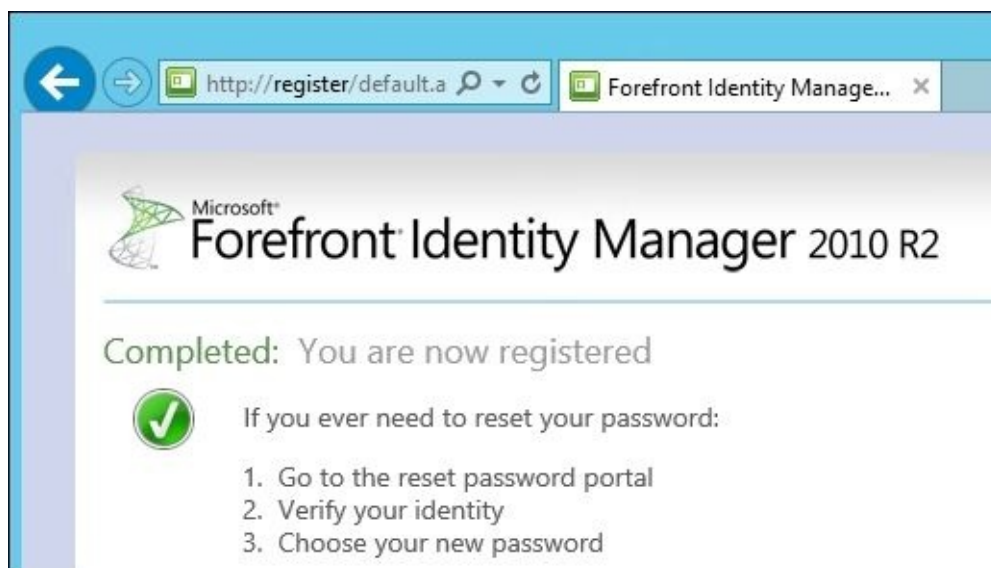 http://register/default.a
Forefront Identity Manage...
Microsoft®
Forefront® Identity Manager 2010 R2
Completed: You are now registered
If you ever need to reset your password:
1. Go to the reset password portal
2. Verify your identity
3. Choose your new password